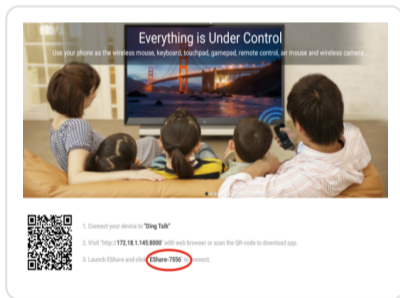 Everything is Under Control
Use your phone as the wireless mouse, keyboard, touchpad, gamepad, remote control, air mouse and wireless camera...
1. Connect your device to "Ding Talk"
2. Visit "http://172.18.1.145:8000" with web browser or scan the QR-code to download app.
3. Launch EShare and click "EShare-7556" to connect.